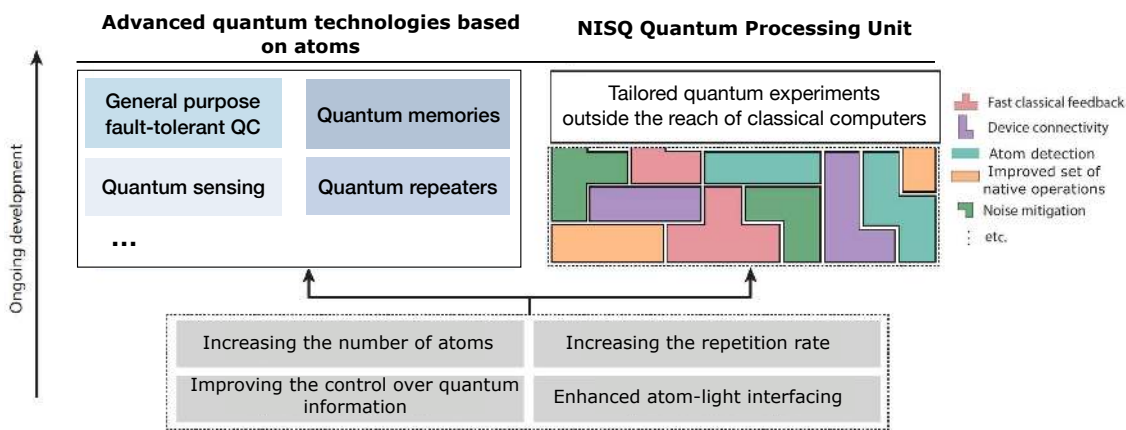 Advanced quantum technologies based
on atoms
NISQ Quantum Processing Unit
Ongoing development
General purpose
fault-tolerant QC
Quantum memories
Quantum sensing
Quantum repeaters
...
Tailored quantum experiments
outside the reach of classical computers
Fast classical feedback
Device connectivity
Atom detection
Improved set of
native operations
Noise mitigation
⋮ etc.
Increasing the number of atoms
Increasing the repetition rate
Improving the control over quantum
information
Enhanced atom-light interfacing